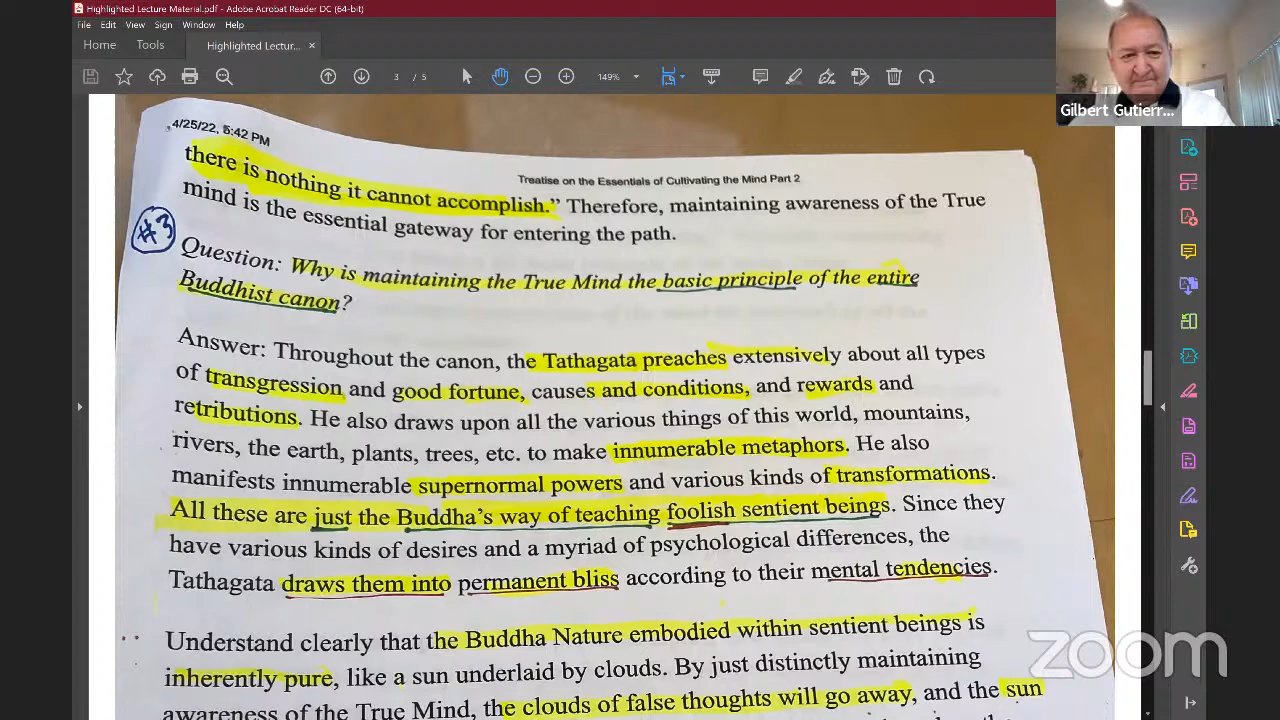 Highlighted Lecture Material.pdf - Adobe Acrobat Reader DC (64-bit)
File Edit View Sign Window Help
Home Tools Highlighted Lectur... ×
3 / 5 149%
Gilbert Gutierr...
4/25/22, 5:42 PM
Treatise on the Essentials of Cultivating the Mind Part 2
there is nothing it cannot accomplish.” Therefore, maintaining awareness of the True
mind is the essential gateway for entering the path.
#3
Question: Why is maintaining the True Mind the basic principle of the entire
Buddhist canon?
Answer: Throughout the canon, the Tathagata preaches extensively about all types
of transgression and good fortune, causes and conditions, and rewards and
retributions. He also draws upon all the various things of this world, mountains,
rivers, the earth, plants, trees, etc. to make innumerable metaphors. He also
manifests innumerable supernormal powers and various kinds of transformations.
All these are just the Buddha’s way of teaching foolish sentient beings. Since they
have various kinds of desires and a myriad of psychological differences, the
Tathagata draws them into permanent bliss according to their mental tendencies.
Understand clearly that the Buddha Nature embodied within sentient beings is
inherently pure, like a sun underlaid by clouds. By just distinctly maintaining
awareness of the True Mind, the clouds of false thoughts will go away, and the sun
zoom